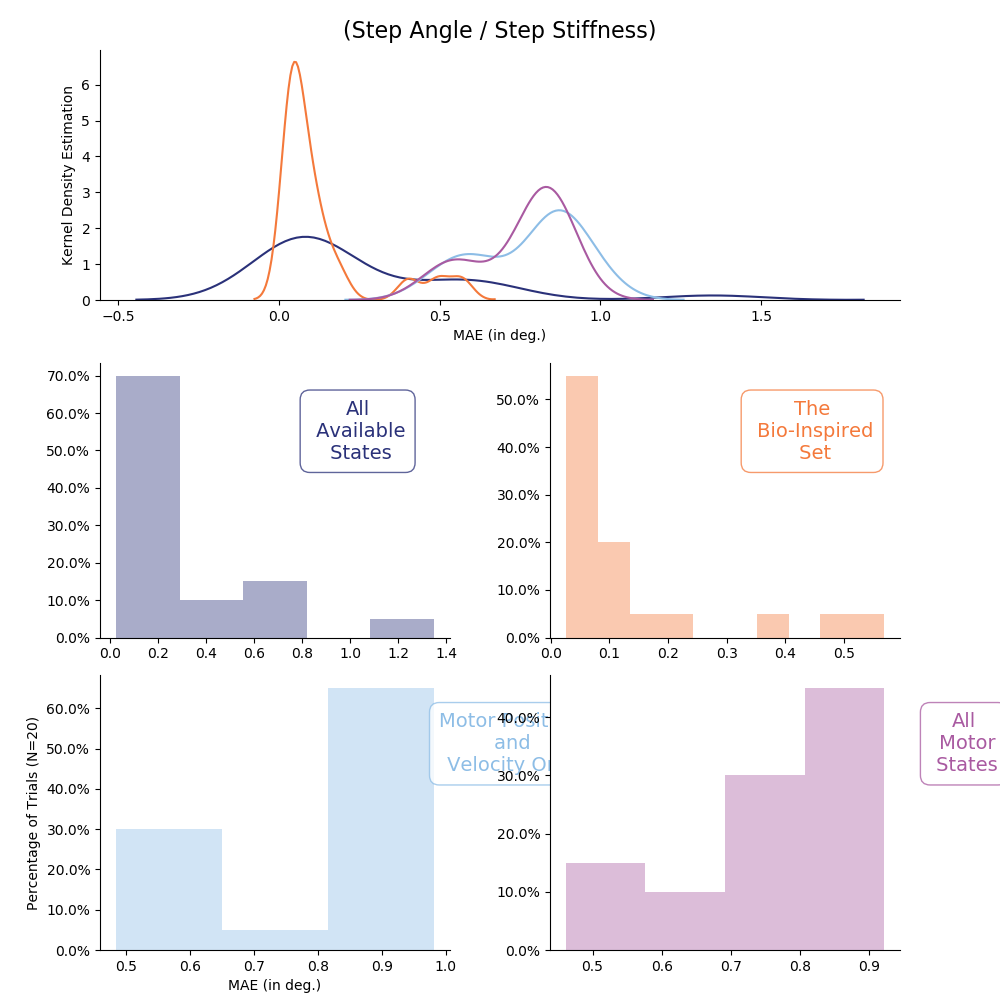 (Step Angle / Step Stiffness)
Kernel Density Estimation
6
5
4
3
2
1
0
−0.5 0.0 0.5 1.0 1.5
MAE (in deg.)
70.0%
60.0%
50.0%
40.0%
30.0%
20.0%
10.0%
0.0%
All
Available
States
0.0 0.2 0.4 0.6 0.8 1.0 1.2 1.4
50.0%
40.0%
30.0%
20.0%
10.0%
0.0%
The
Bio-Inspired
Set
0.0 0.1 0.2 0.3 0.4 0.5
Percentage of Trials (N=20)
60.0%
50.0%
40.0%
30.0%
20.0%
10.0%
0.0%
Motor
and
Velocity
0.5 0.6 0.7 0.8 0.9 1.0
MAE (in deg.)
40.0%
30.0%
20.0%
10.0%
0.0%
All
Motor
States
0.5 0.6 0.7 0.8 0.9